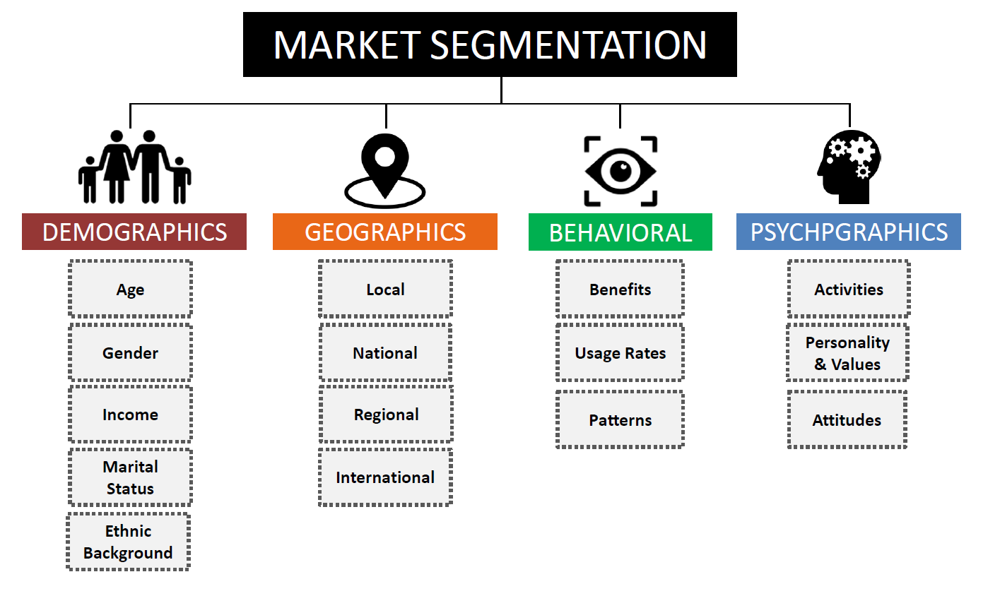 MARKET SEGMENTATION
DEMOGRAPHICS
GEOGRAPHICS
BEHAVIORAL
PSYCHPGRAPHICS
Age
Gender
Income
Marital
Status
Ethnic
Background
Local
National
Regional
International
Benefits
Usage Rates
Patterns
Activities
Personality
& Values
Attitudes